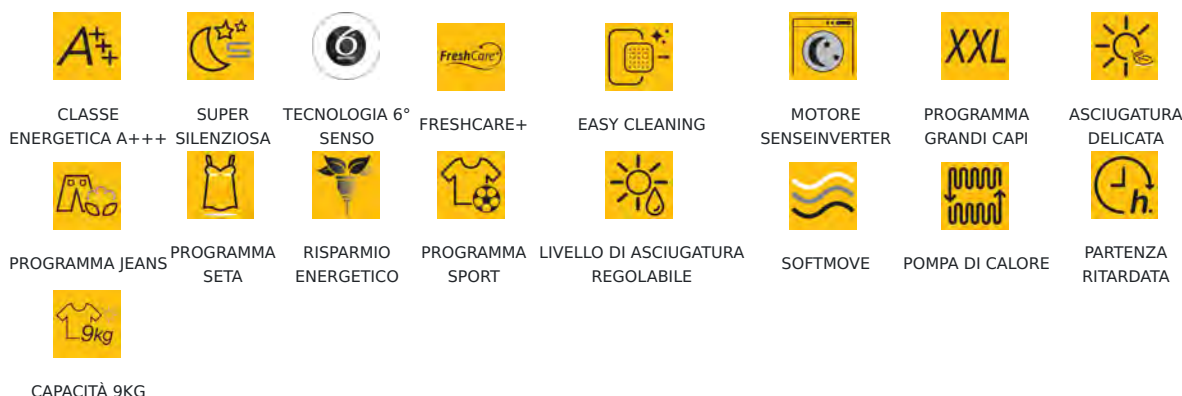 A+++
S
6
FreshCare+
XXL
CLASSE
ENERGETICA A+++
SUPER
SILENZIOSA
TECNOLOGIA 6°
SENSO
FRESHCARE+
EASY CLEANING
MOTORE
SENSEINVERTER
PROGRAMMA
GRANDI CAPI
ASCIUGATURA
DELICATA
h.
PROGRAMMA JEANS
PROGRAMMA
SETA
RISPARMIO
ENERGETICO
PROGRAMMA
SPORT
LIVELLO DI ASCIUGATURA
REGOLABILE
SOFTMOVE
POMPA DI CALORE
PARTENZA
RITARDATA
9kg
CAPACITÀ 9KG